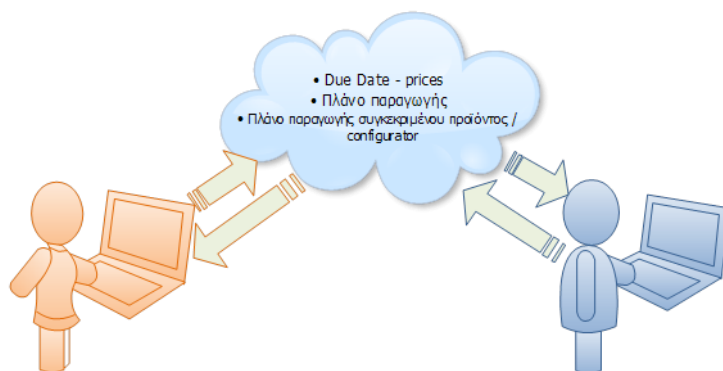 • Due Date - prices
• Πλάνο παραγωγής
• Πλάνο παραγωγής συγκεκριμένου προϊόντος /
configurator